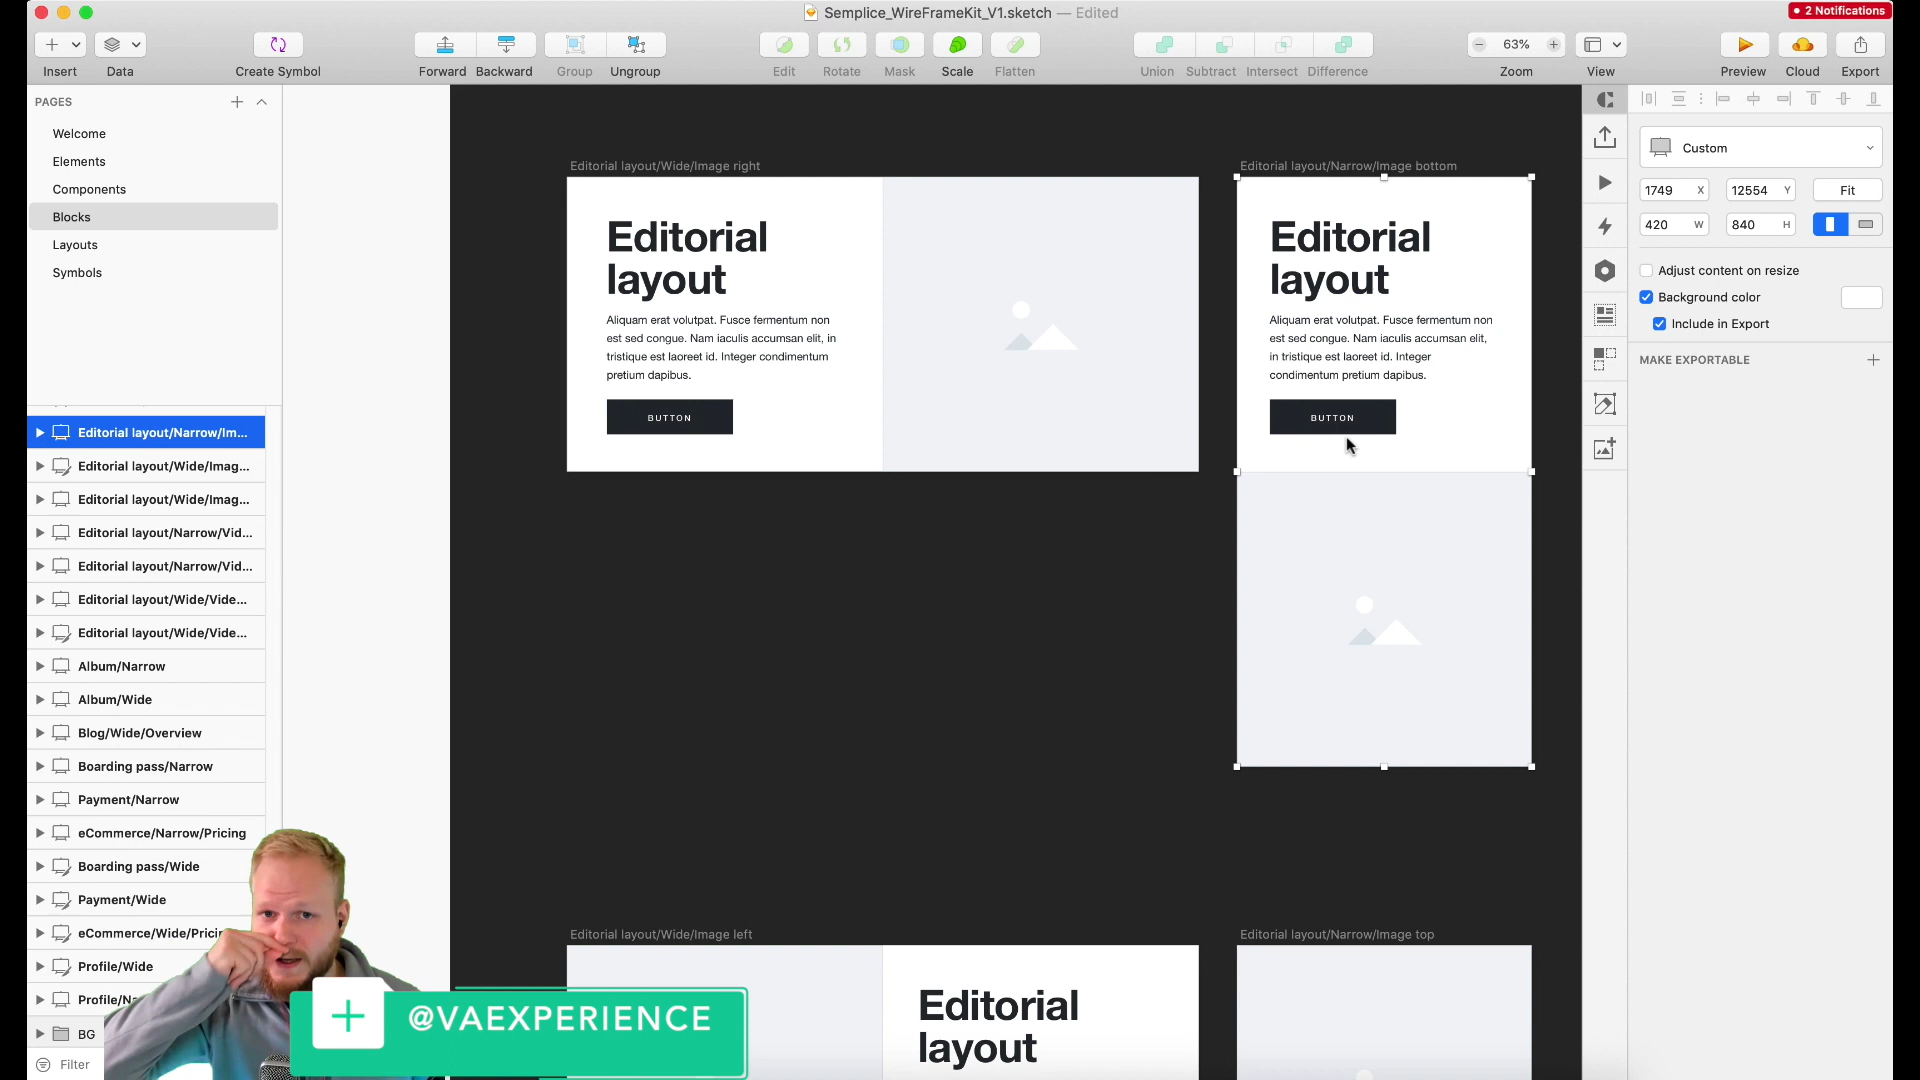 Semplice_WireFrameKit_V1.sketch — Edited
2 Notifications
Insert
Data
Create Symbol
Forward
Backward
Group
Ungroup
Edit
Rotate
Mask
Scale
Flatten
Union
Subtract
Intersect
Difference
63%
Zoom
View
Preview
Cloud
Export
PAGES
Welcome
Elements
Components
Blocks
Layouts
Symbols
Editorial layout/Narrow/Im...
Editorial layout/Wide/Imag...
Editorial layout/Wide/Imag...
Editorial layout/Narrow/Vid...
Editorial layout/Narrow/Vid...
Editorial layout/Wide/Vide...
Editorial layout/Wide/Vide...
Album/Narrow
Album/Wide
Blog/Wide/Overview
Boarding pass/Narrow
Payment/Narrow
eCommerce/Narrow/Pricing
Boarding pass/Wide
Payment/Wide
eCommerce/Wide/Pricin
Profile/Wide
Profile/Na
BG
Filter
Editorial layout/Wide/Image right
Editorial
layout
Aliquam erat volutpat. Fusce fermentum non
est sed congue. Nam iaculis accumsan elit, in
tristique est laoreet id. Integer condimentum
pretium dapibus.
BUTTON
Editorial layout/Narrow/Image bottom
Editorial
layout
Aliquam erat volutpat. Fusce fermentum non
est sed congue. Nam iaculis accumsan elit,
in tristique est laoreet id. Integer
condimentum pretium dapibus.
BUTTON
Editorial layout/Wide/Image left
Editorial
layout
Editorial layout/Narrow/Image top
@VAEXPERIENCE
Custom
1749 X
12554 Y
Fit
420 W
840 H
Adjust content on resize
Background color
Include in Export
MAKE EXPORTABLE